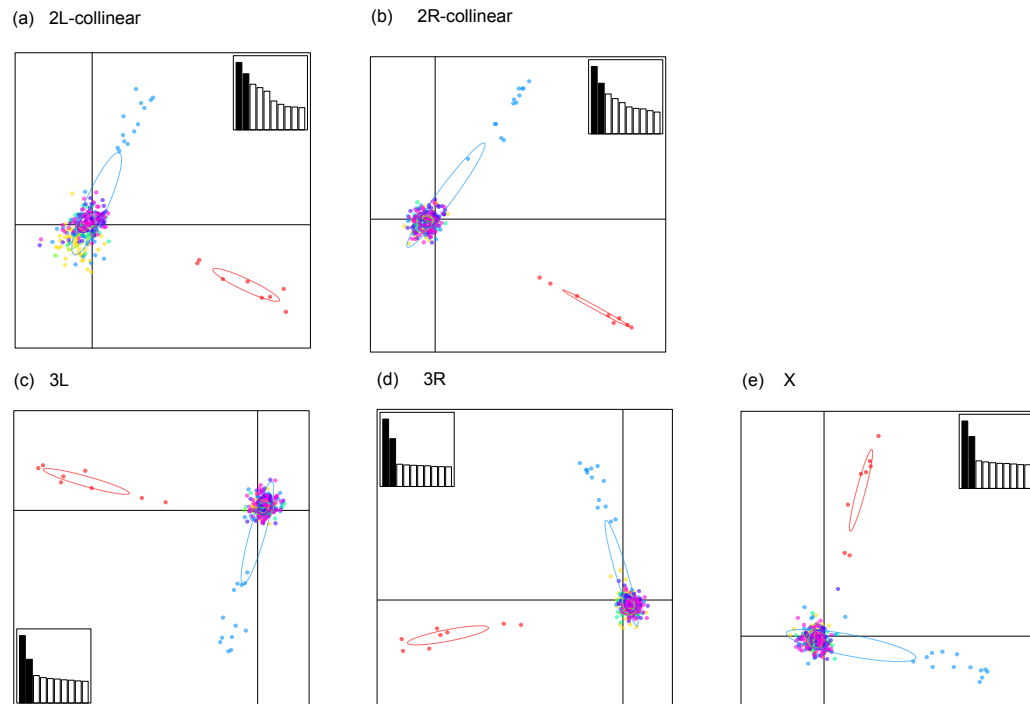 (a) 2L-collinear
(b) 2R-collinear
(c) 3L
(d) 3R
(e) X